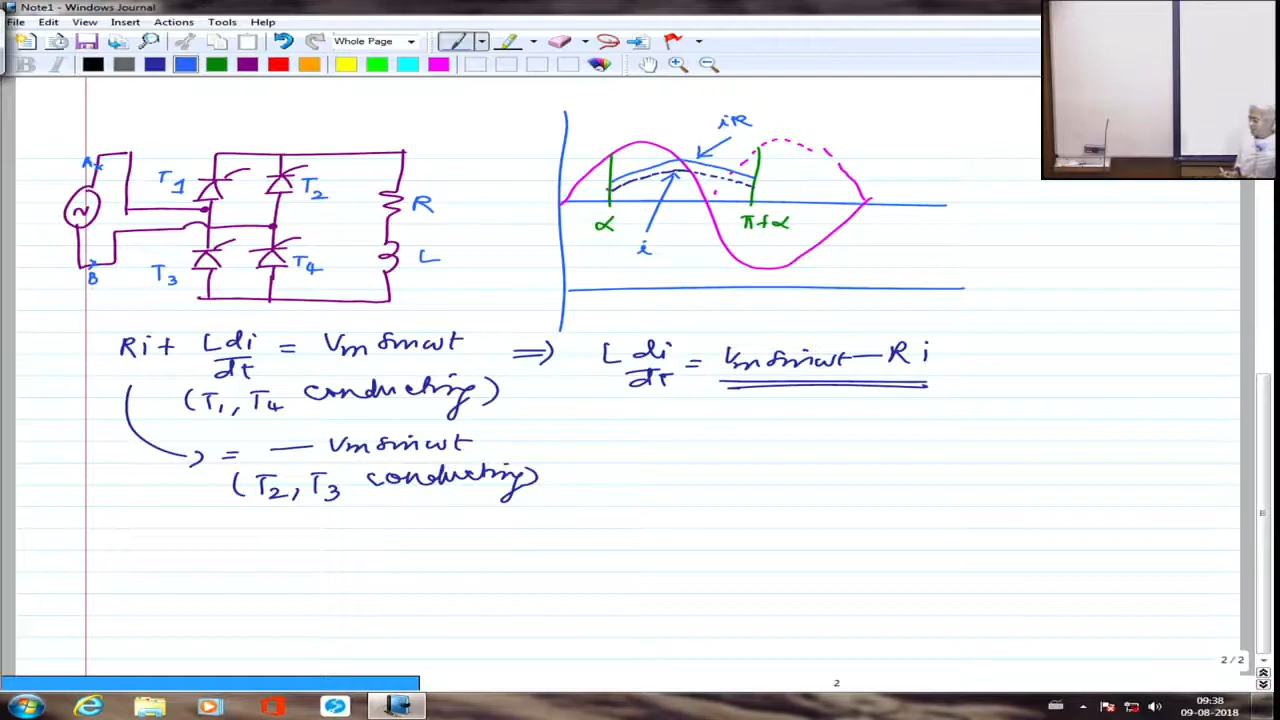 Note1 - Windows Journal
File Edit View Insert Actions Tools Help
Whole Page
A
T1
T2
R
B
T3
T4
L
iR
α
π+α
i
Ri + L di/dt = Vm sinωt ⟹ L di/dt = Vm sinωt — R i
(T1, T4 conducting)
= — Vm sinωt
(T2, T3 conducting)
2 / 2
2
09:38
09-08-2018